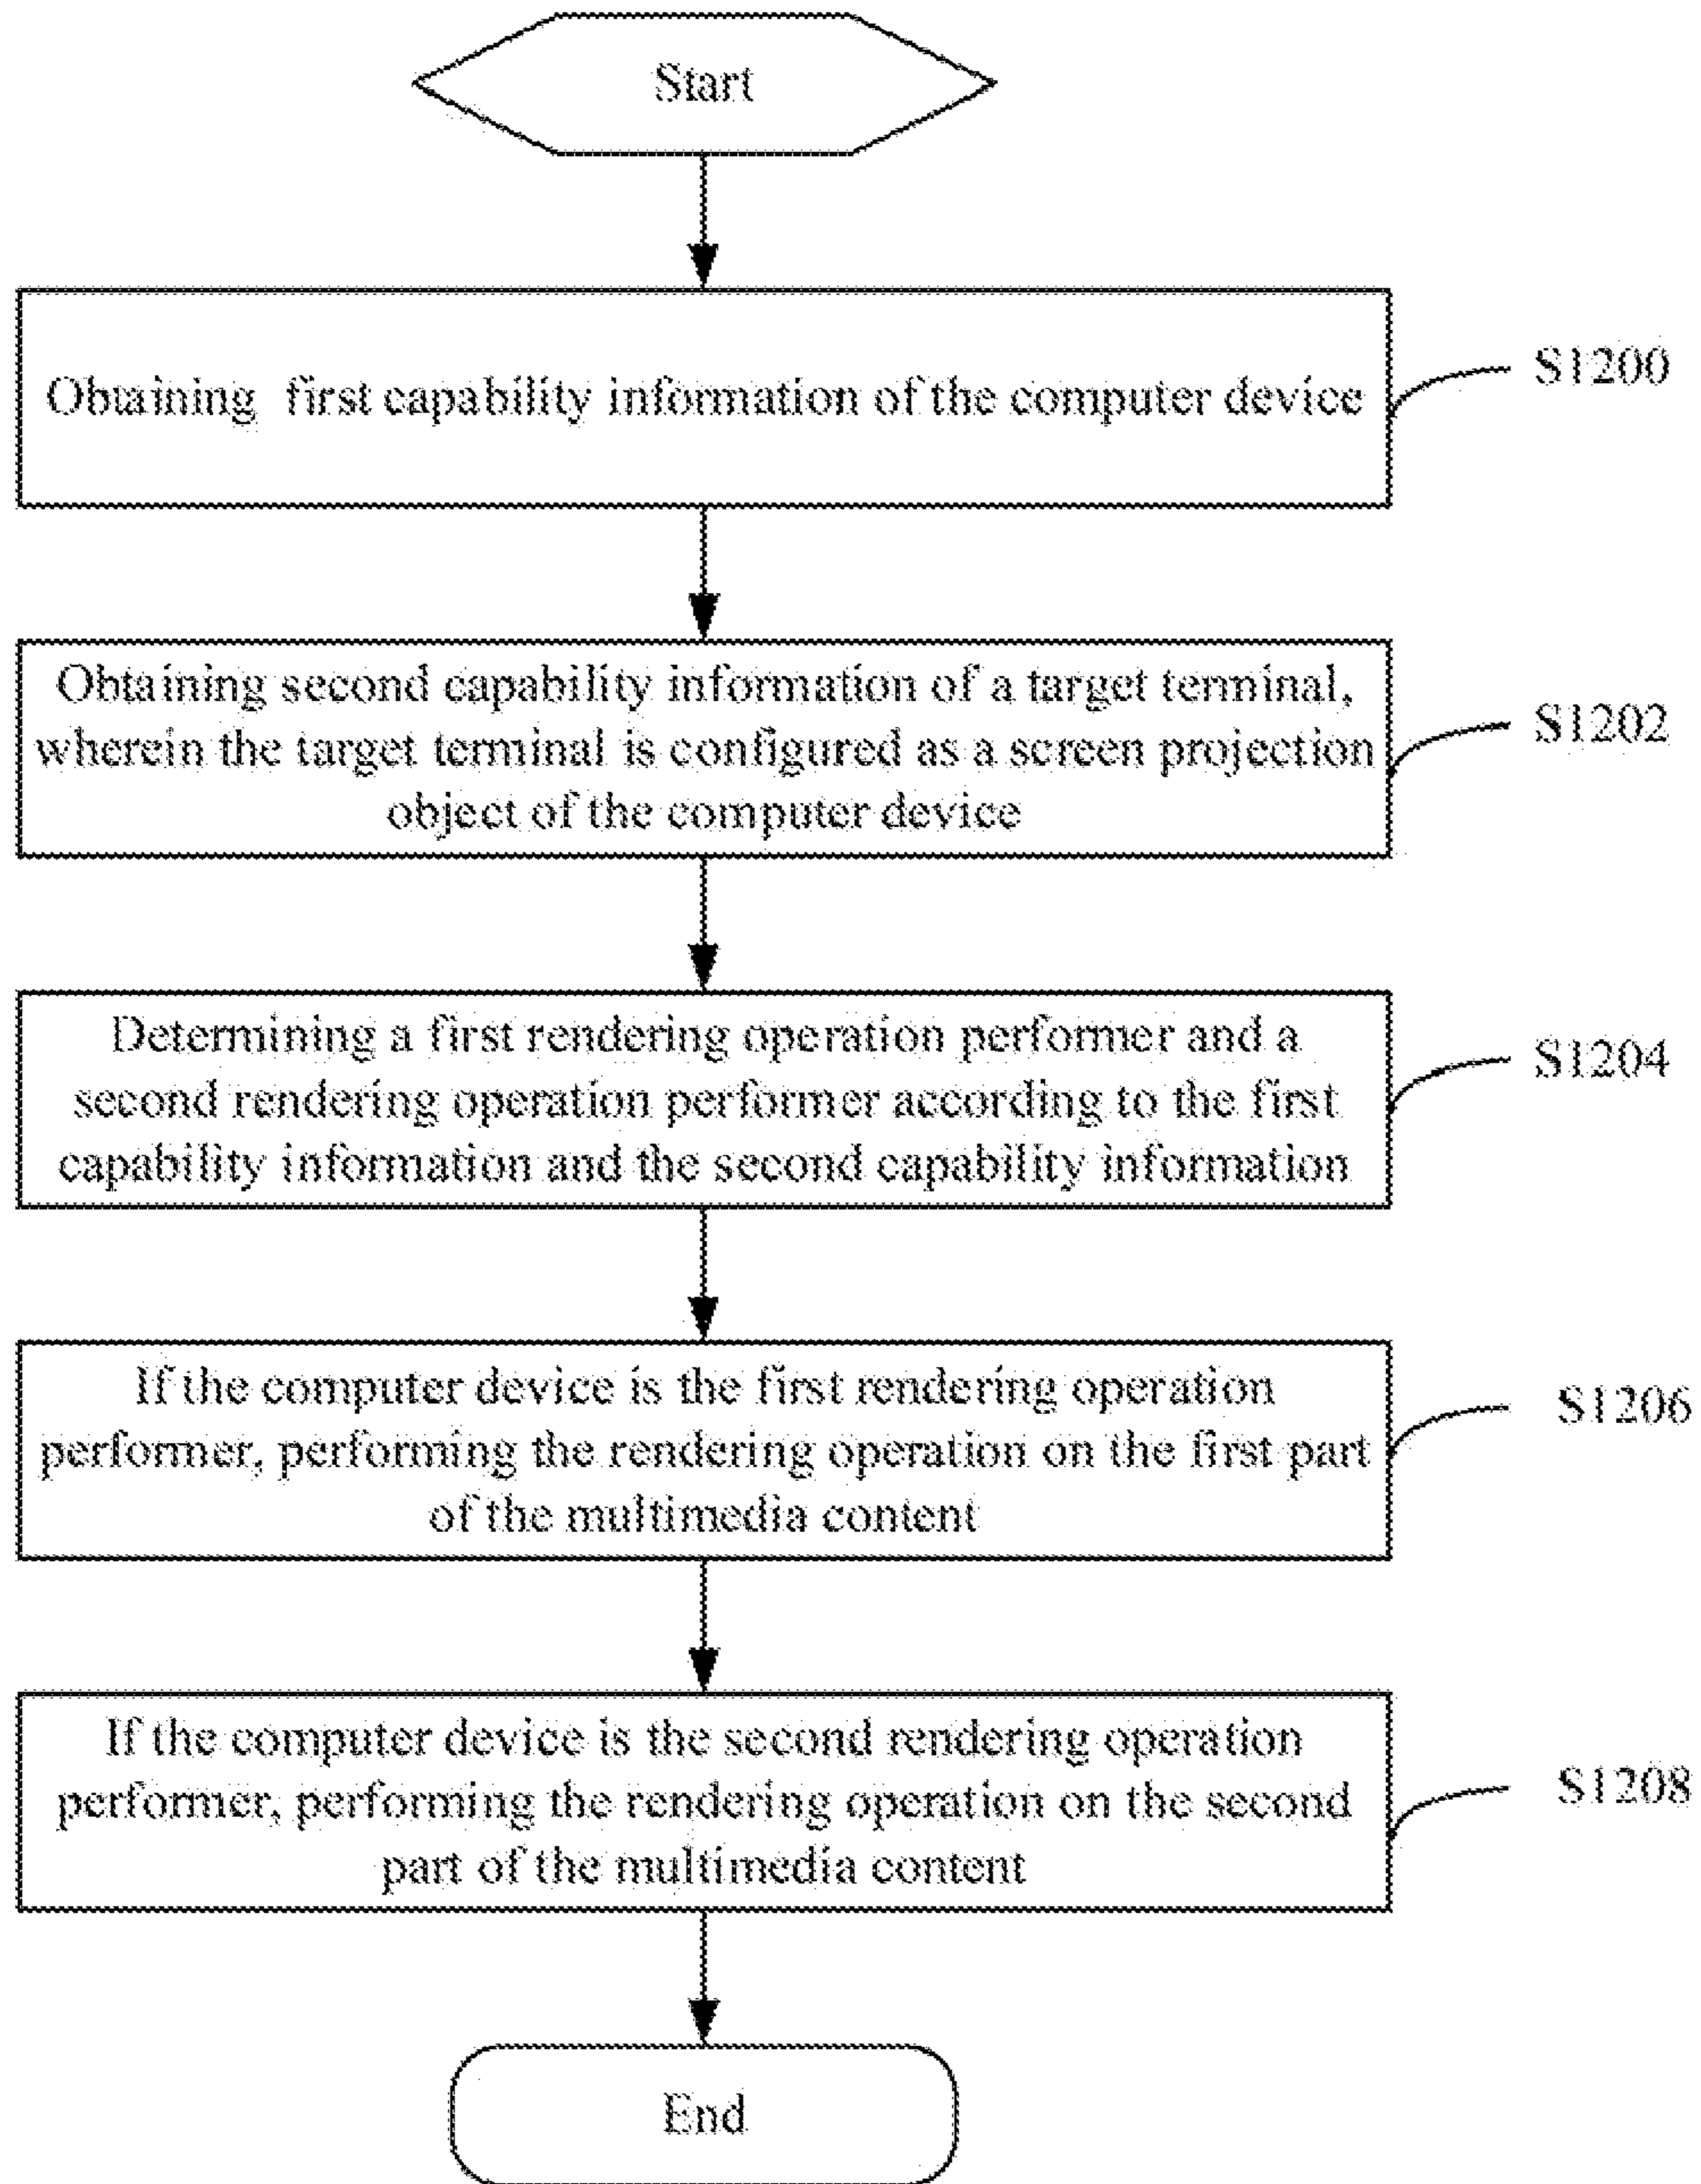 Start
Obtaining first capability information of the computer device
S1200
Obtaining second capability information of a target terminal,
wherein the target terminal is configured as a screen projection
object of the computer device
S1202
Determining a first rendering operation performer and a
second rendering operation performer according to the first
capability information and the second capability information
S1204
If the computer device is the first rendering operation
performer, performing the rendering operation on the first part
of the multimedia content
S1206
If the computer device is the second rendering operation
performer, performing the rendering operation on the second
part of the multimedia content
S1208
End